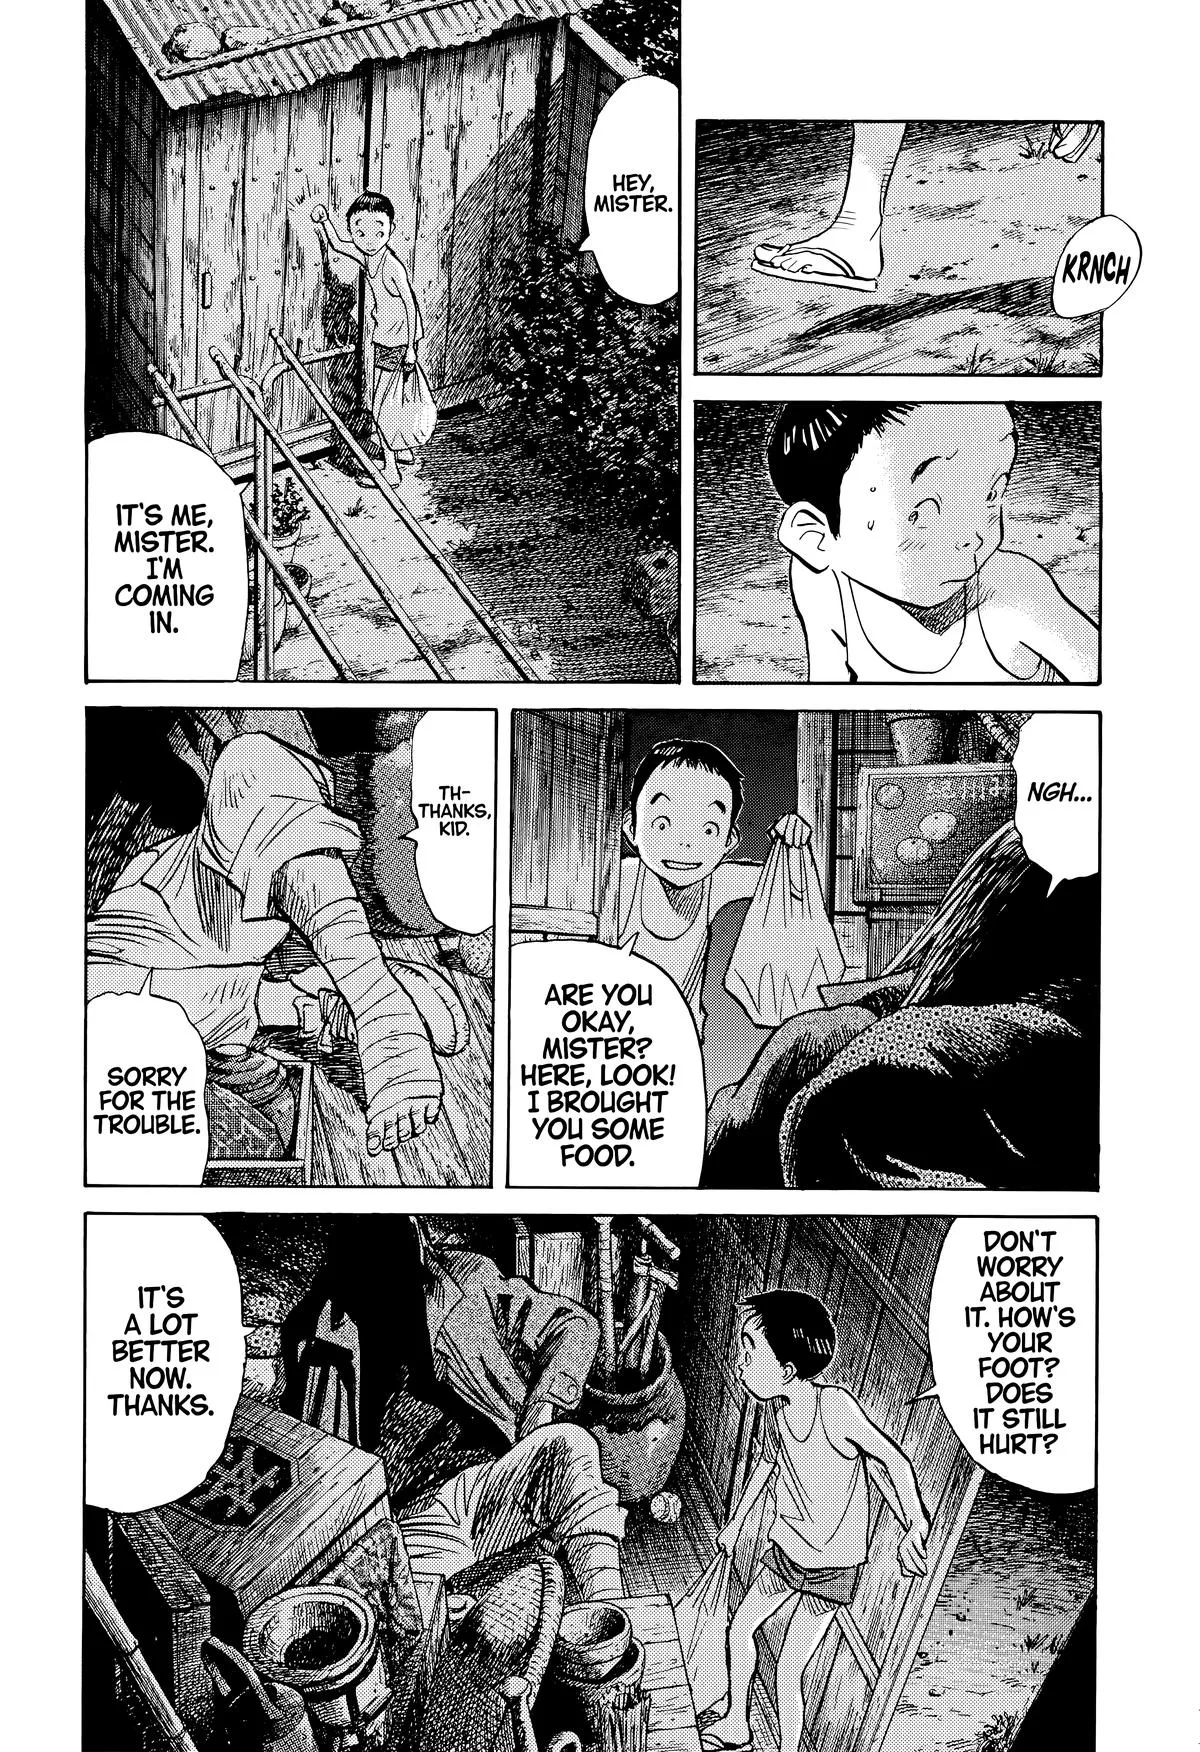 KRNCH
HEY,
MISTER.
IT'S ME,
MISTER.
I'M
COMING
IN.
NGH...
ARE YOU
OKAY,
MISTER?
HERE, LOOK!
I BROUGHT
YOU SOME
FOOD.
TH-
THANKS,
KID.
SORRY
FOR THE
TROUBLE.
DON'T
WORRY
ABOUT
IT. HOW'S
YOUR
FOOT?
DOES
IT STILL
HURT?
IT'S
A LOT
BETTER
NOW.
THANKS.